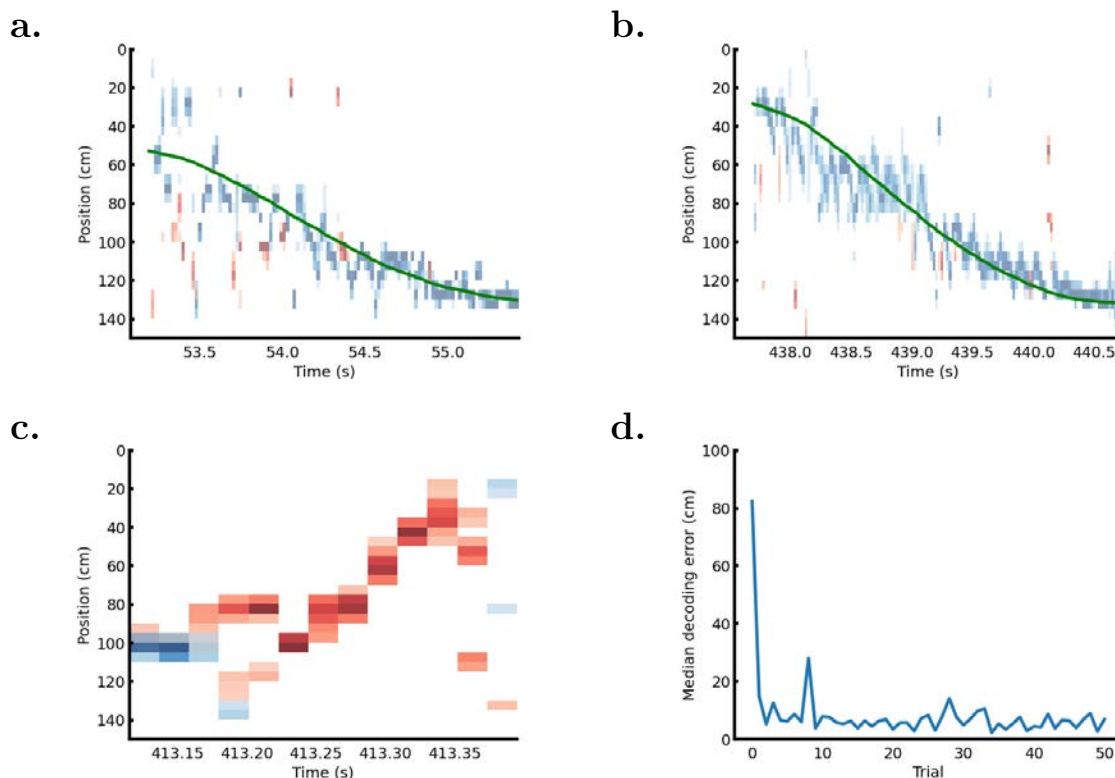 a.
0
20
40
60
80
100
120
140
Position (cm)
53.5 54.0 54.5 55.0
Time (s)
b.
0
20
40
60
80
100
120
140
Position (cm)
438.0 438.5 439.0 439.5 440.0 440.5
Time (s)
c.
0
20
40
60
80
100
120
140
Position (cm)
413.15 413.20 413.25 413.30 413.35
Time (s)
d.
100
80
60
40
20
0
Median decoding error (cm)
0 10 20 30 40 50
Trial